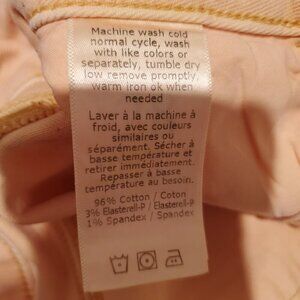 Machine wash cold
normal cycle, wash
with like colors or
separately, tumble dry
low remove promptly,
warm iron ok when
needed
Laver à la machine à
froid, avec couleurs
similaires ou
séparément. Sécher à
basse température et
retirer immédiatement.
Repasser à basse
température au besoin.
96% Cotton / Coton
3% Elasterell-P / Elasterell-P
1% Spandex / Spandex